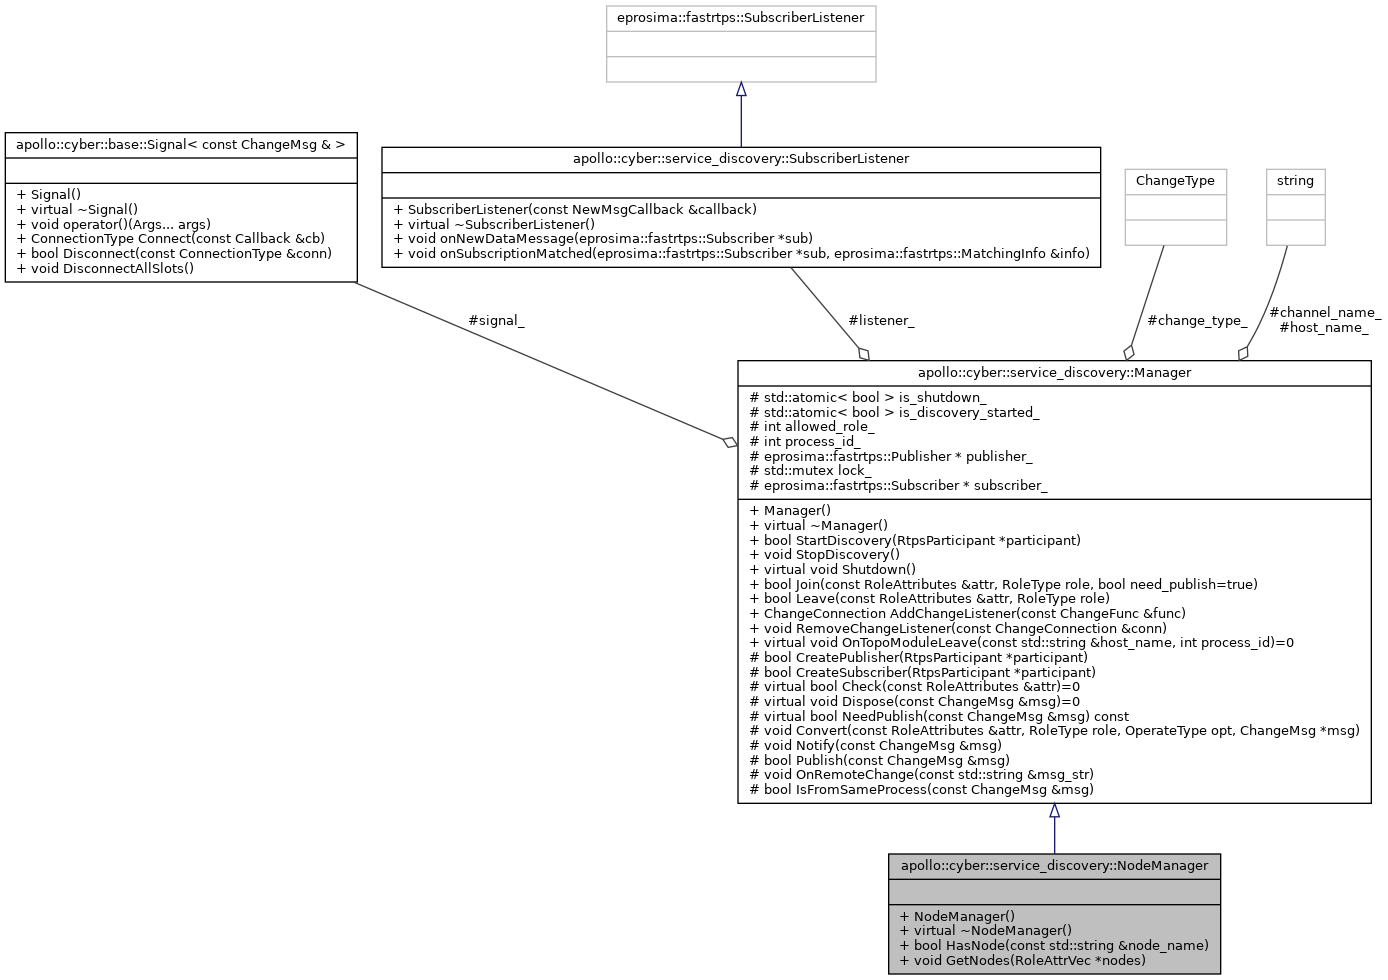 eprosima::fastrtps::SubscriberListener
apollo::cyber::base::Signal< const ChangeMsg & >
+ Signal()
+ virtual ~Signal()
+ void operator()(Args... args)
+ ConnectionType Connect(const Callback &cb)
+ bool Disconnect(const ConnectionType &conn)
+ void DisconnectAllSlots()
apollo::cyber::service_discovery::SubscriberListener
+ SubscriberListener(const NewMsgCallback &callback)
+ virtual ~SubscriberListener()
+ void onNewDataMessage(eprosima::fastrtps::Subscriber *sub)
+ void onSubscriptionMatched(eprosima::fastrtps::Subscriber *sub, eprosima::fastrtps::MatchingInfo &info)
ChangeType
string
#signal_
#listener_
#change_type_
#channel_name_
#host_name_
apollo::cyber::service_discovery::Manager
# std::atomic< bool > is_shutdown_
# std::atomic< bool > is_discovery_started_
# int allowed_role_
# int process_id_
# eprosima::fastrtps::Publisher * publisher_
# std::mutex lock_
# eprosima::fastrtps::Subscriber * subscriber_
+ Manager()
+ virtual ~Manager()
+ bool StartDiscovery(RtpsParticipant *participant)
+ void StopDiscovery()
+ virtual void Shutdown()
+ bool Join(const RoleAttributes &attr, RoleType role, bool need_publish=true)
+ bool Leave(const RoleAttributes &attr, RoleType role)
+ ChangeConnection AddChangeListener(const ChangeFunc &func)
+ void RemoveChangeListener(const ChangeConnection &conn)
+ virtual void OnTopoModuleLeave(const std::string &host_name, int process_id)=0
# bool CreatePublisher(RtpsParticipant *participant)
# bool CreateSubscriber(RtpsParticipant *participant)
# virtual bool Check(const RoleAttributes &attr)=0
# virtual void Dispose(const ChangeMsg &msg)=0
# virtual bool NeedPublish(const ChangeMsg &msg) const
# void Convert(const RoleAttributes &attr, RoleType role, OperateType opt, ChangeMsg *msg)
# void Notify(const ChangeMsg &msg)
# bool Publish(const ChangeMsg &msg)
# void OnRemoteChange(const std::string &msg_str)
# bool IsFromSameProcess(const ChangeMsg &msg)
apollo::cyber::service_discovery::NodeManager
+ NodeManager()
+ virtual ~NodeManager()
+ bool HasNode(const std::string &node_name)
+ void GetNodes(RoleAttrVec *nodes)